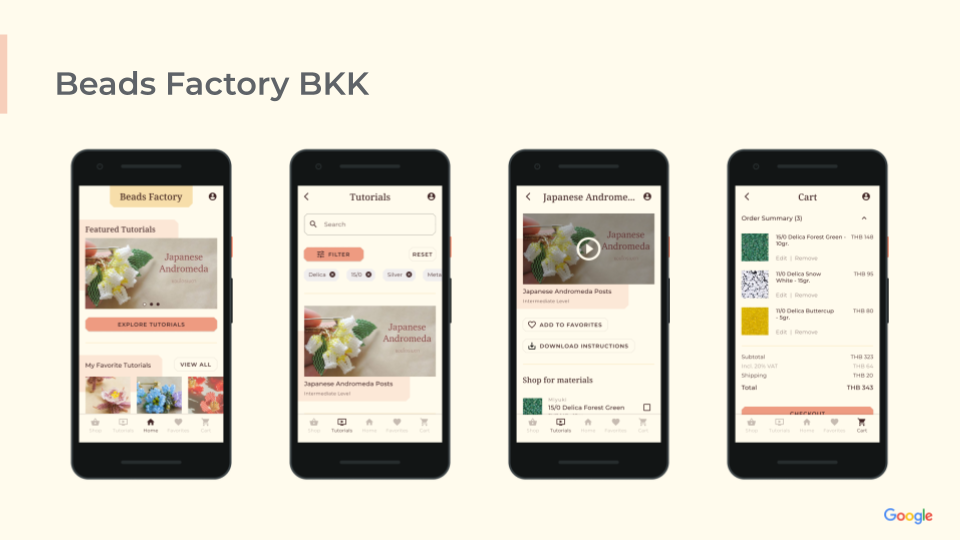 Beads Factory BKK
Beads Factory
Featured Tutorials
Japanese
Andromeda
EXPLORE TUTORIALS
My Favorite Tutorials
VIEW ALL
Shop Tutorials Home Favorites Cart
Tutorials
Search
FILTER
RESET
Delica 15/0 Silver Meta
Japanese
Andromeda
Japanese Andromeda Posts
Intermediate Level
Shop Tutorials Home Favorites Cart
Japanese Androme...
Japanese
Andromeda
Japanese Andromeda Posts
Intermediate Level
ADD TO FAVORITES
DOWNLOAD INSTRUCTIONS
Shop for materials
Miyuki
15/0 Delica Forest Green
Shop Tutorials Home Favorites Cart
Cart
Order Summary (3)
15/0 Delica Forest Green - THB 148
10gr.
Edit | Remove
11/0 Delica Snow THB 95
White - 15gr.
Edit | Remove
11/0 Delica Buttercup THB 80
- 5gr.
Edit | Remove
Subtotal THB 323
Incl. 20% VAT THB 64
Shipping THB 20
Total THB 343
CHECKOUT
Shop Tutorials Home Favorites Cart
Google